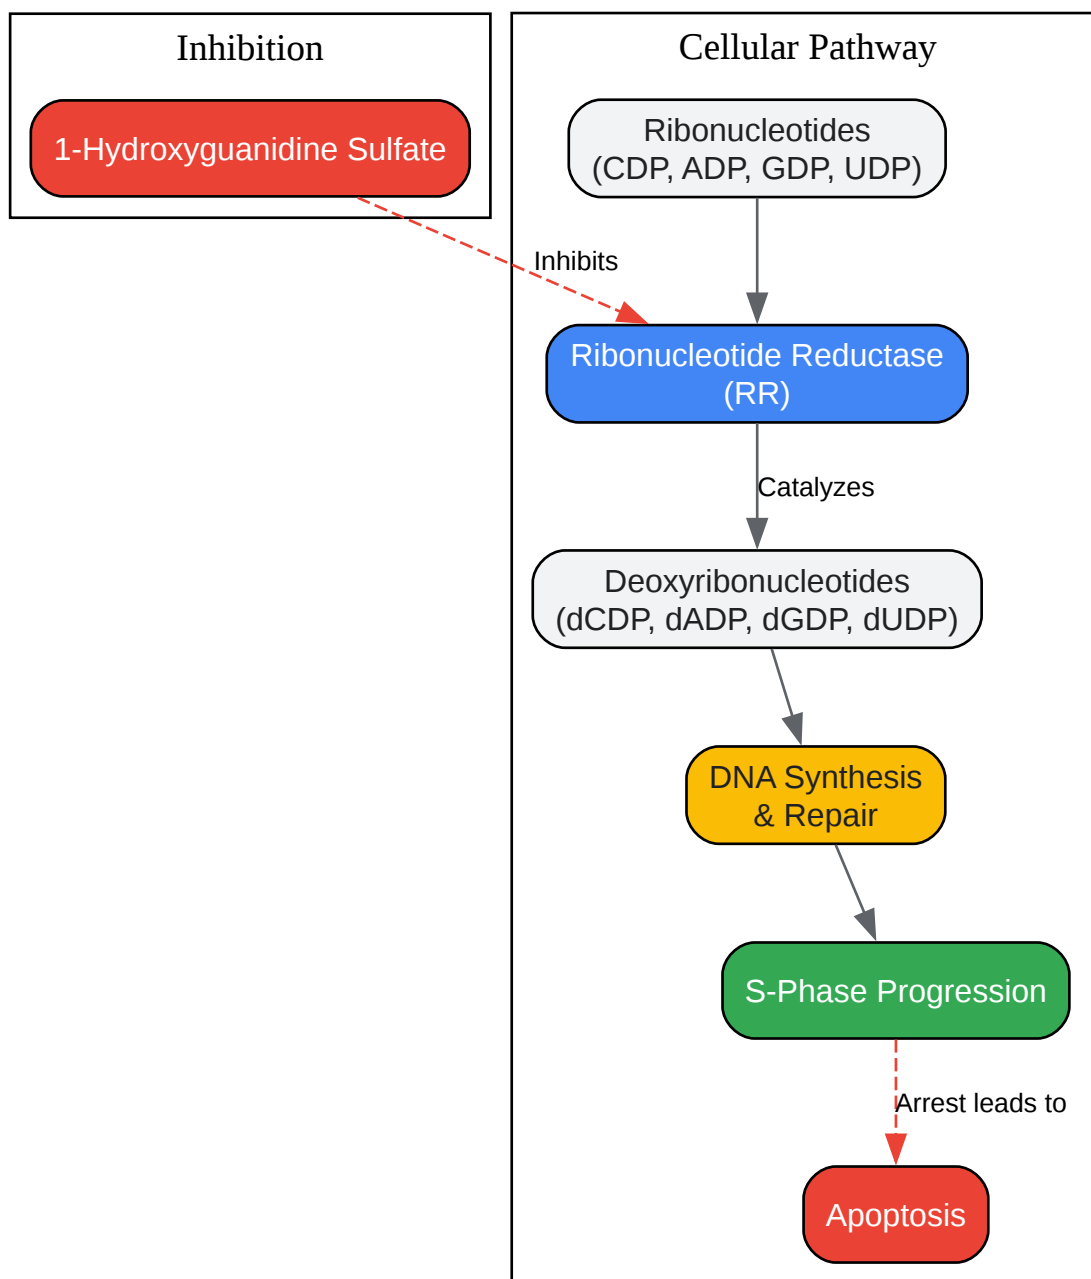 Inhibition
1-Hydroxyguanidine Sulfate
Cellular Pathway
Ribonucleotides
(CDP, ADP, GDP, UDP)
Inhibits
Ribonucleotide Reductase
(RR)
Catalyzes
Deoxyribonucleotides
(dCDP, dADP, dGDP, dUDP)
DNA Synthesis
& Repair
S-Phase Progression
Arrest leads to
Apoptosis